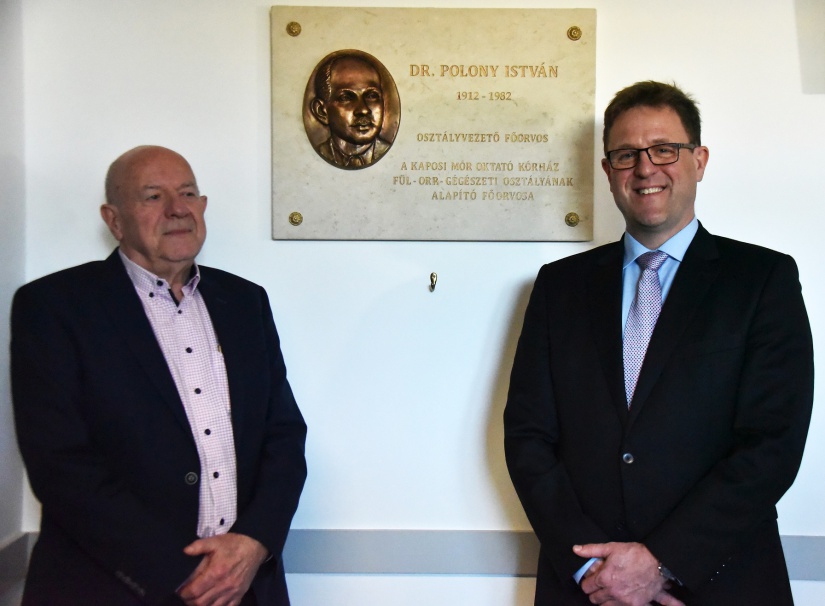 DR. POLONY ISTVÁN
1912 - 1982
OSZTÁLYVEZETŐ FŐORVOS
A KAPOSI MÓR OKTATÓ KÓRHÁZ
FÜL - ORR - GÉGÉSZETI OSZTÁLYÁNAK
ALAPÍTÓ FŐORVOSA